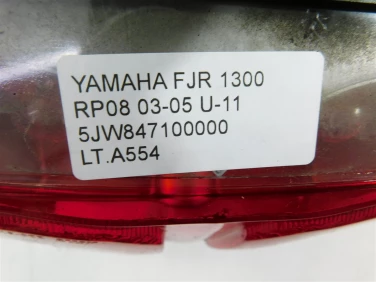 YAMAHA FJR 1300
RP08 03-05 U-11
5JW847100000
LT.A554